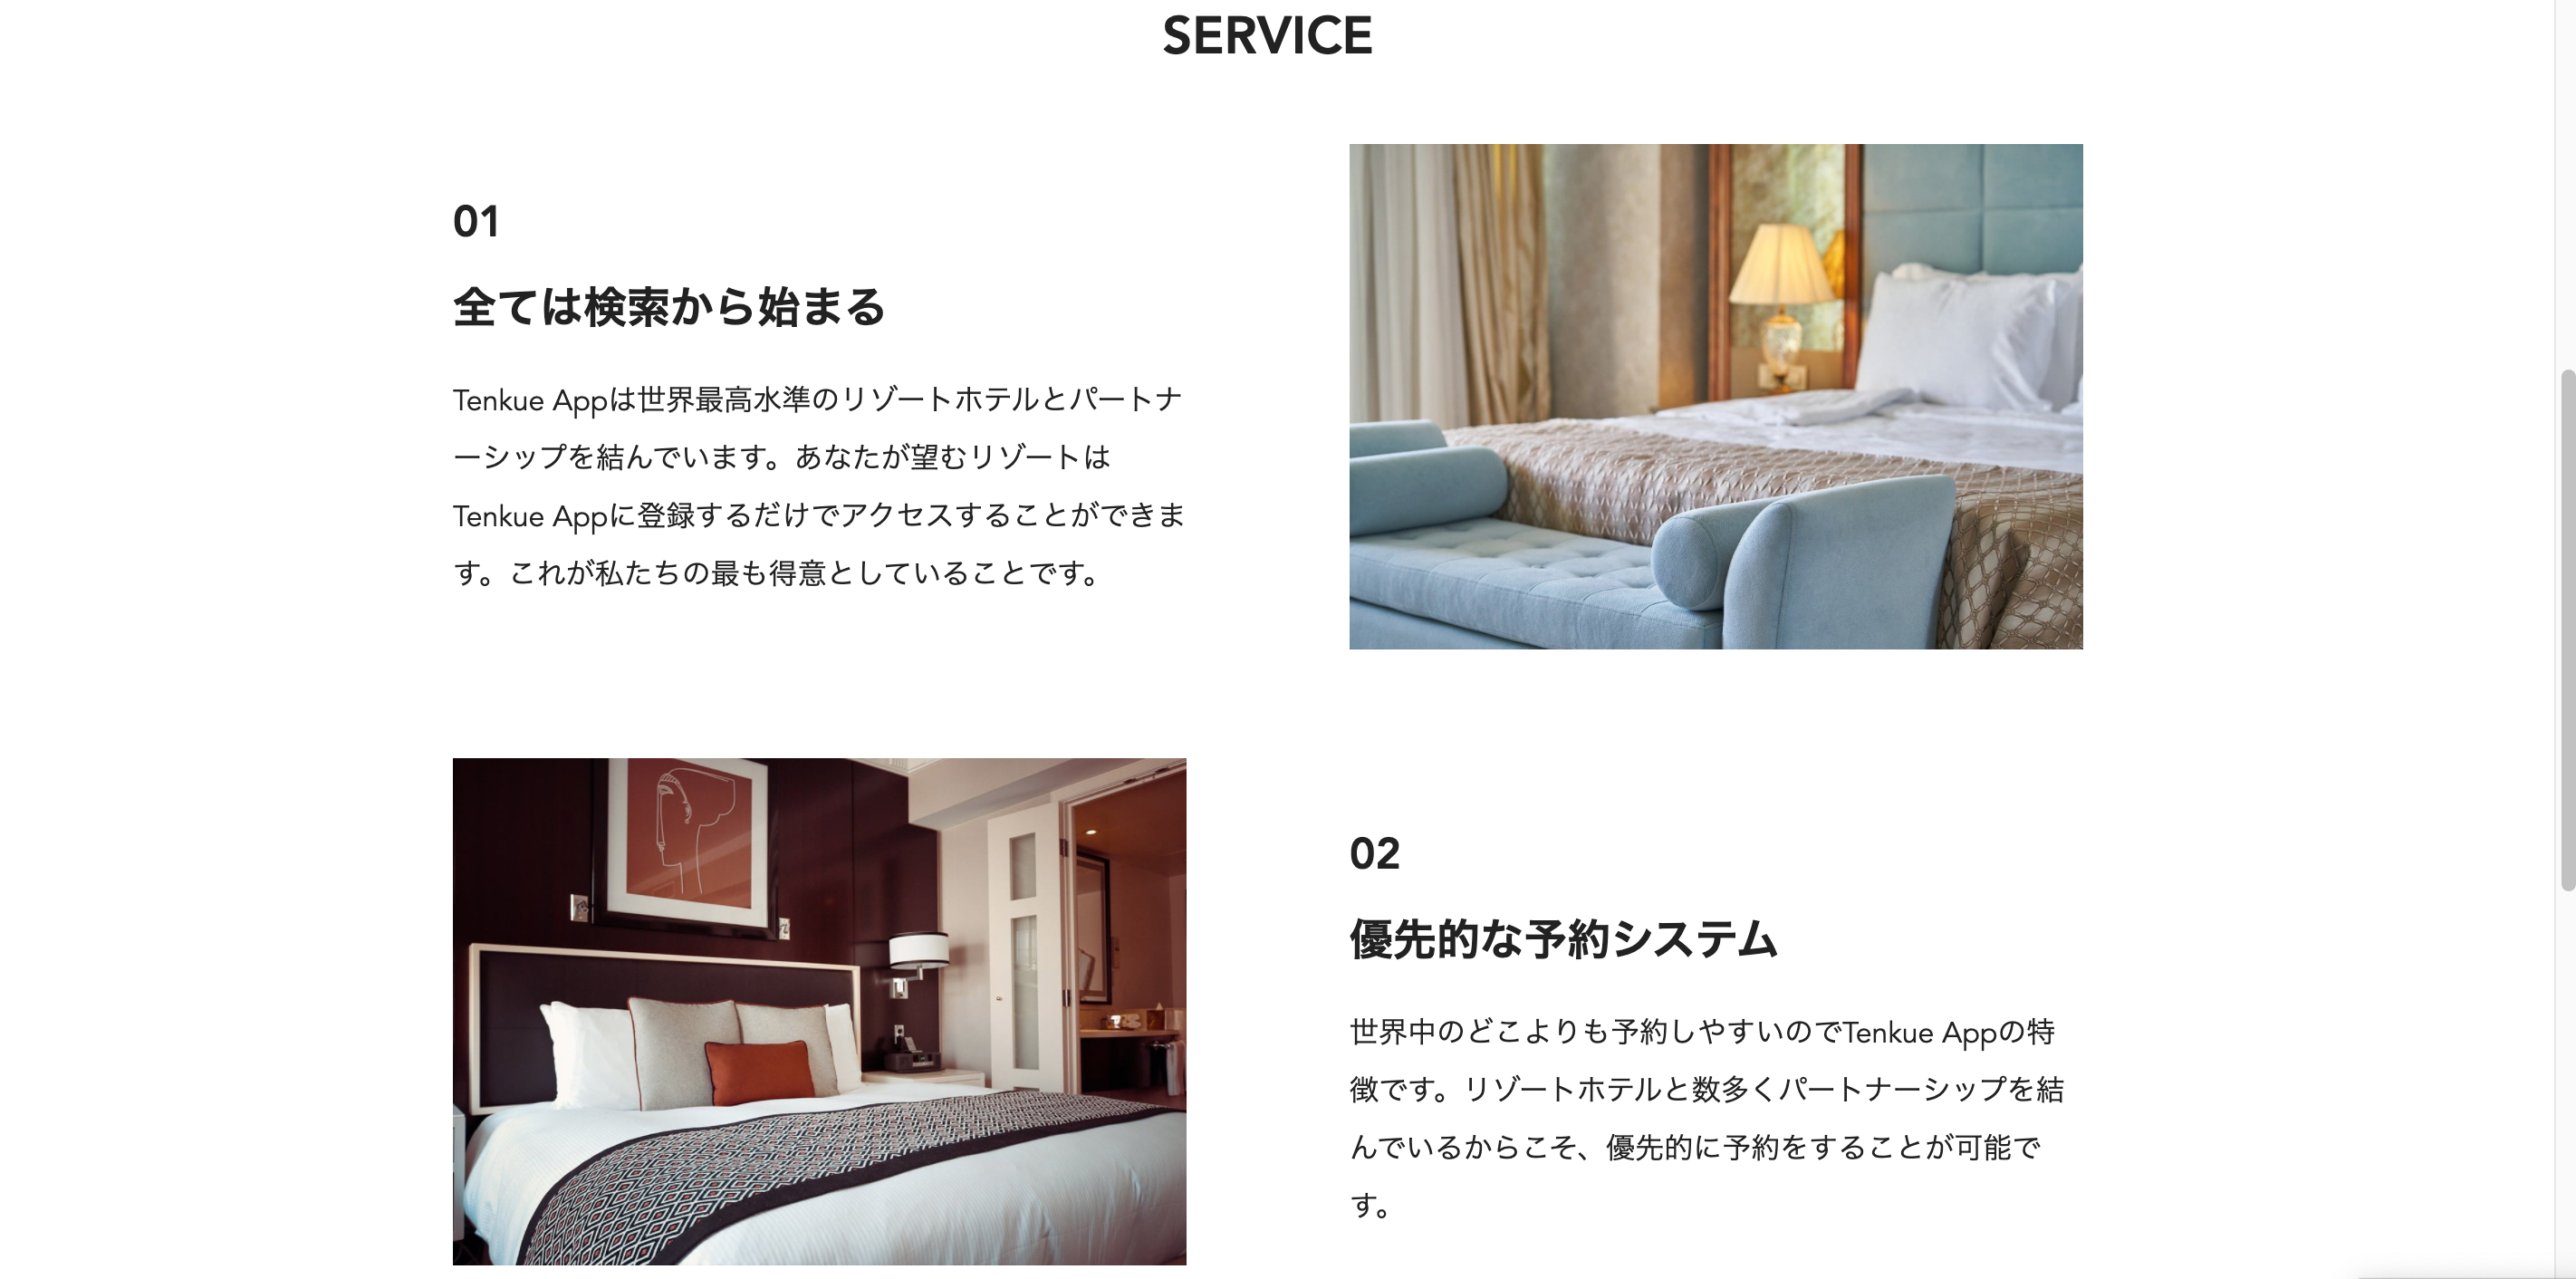 SERVICE
01
全ては検索から始まる
Tenkue Appは世界最高水準のリゾートホテルとパートナ
ーシップを結んでいます。あなたが望むリゾートは
Tenkue Appに登録するだけでアクセスすることができま
す。これが私たちの最も得意としていることです。
02
優先的な予約システム
世界中のどこよりも予約しやすいのでTenkue Appの特
徴です。リゾートホテルと数多くパートナーシップを結
んでいるからこそ、優先的に予約をすることが可能で
す。